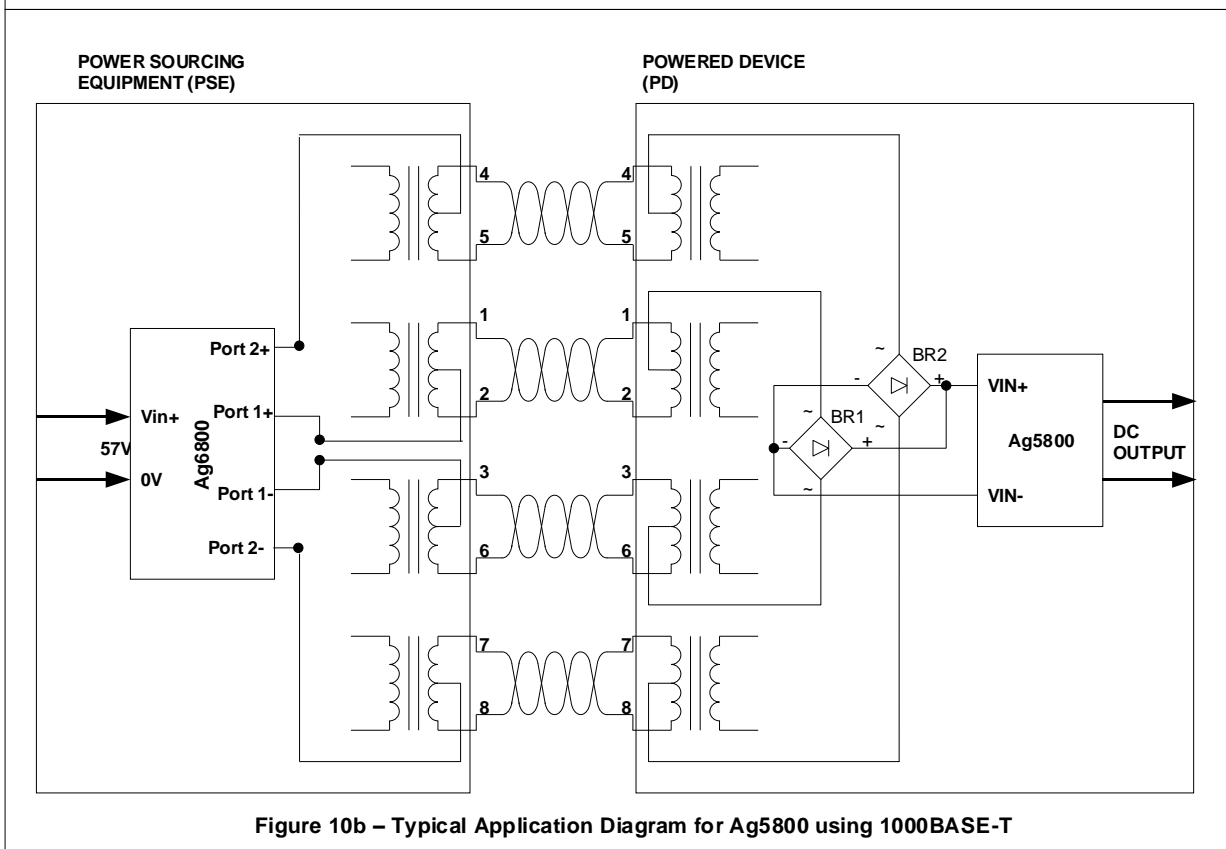 POWER SOURCING
EQUIPMENT (PSE)
POWERED DEVICE
(PD)
4
5
4
5
1
2
1
2
3
6
3
6
7
8
7
8
Vin+
57V
0V
Ag6800
Port 2+
Port 1+
Port 1-
Port 2-
~
BR2
-
+
~
~
BR1
-
+
~
VIN+
Ag5800
VIN-
DC
OUTPUT
Figure 10b – Typical Application Diagram for Ag5800 using 1000BASE-T